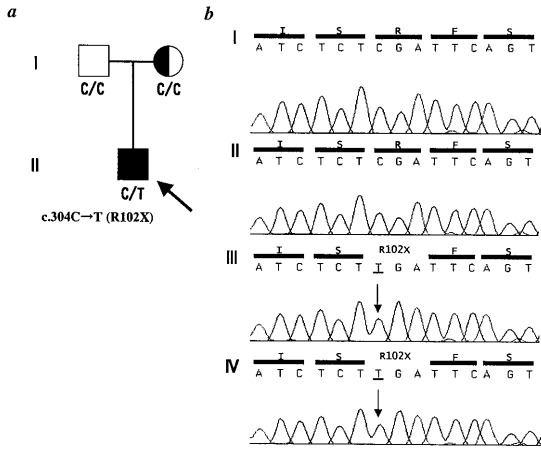 a
I
C/C C/C
II
C/T
c.304C→T (R102X)
b
I
I S R F S
A T C T C T C G A T T C A G T
II
I S R F S
A T C T C T C G A T T C A G T
III
I S R102X F S
A T C T C T T G A T T C A G T
IV
I S R102X F S
A T C T C T T G A T T C A G T